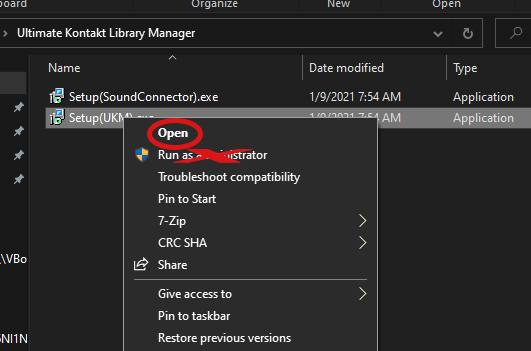 board
Organize
New
Open
Ultimate Kontakt Library Manager
Name
Date modified
Type
Setup(SoundConnector).exe 1/9/2021 7:54 AM Application
Setup(UKM).exe 1/9/2021 7:54 AM Application
Open
Run as administrator
Troubleshoot compatibility
Pin to Start
7-Zip
CRC SHA
Share
\VBo
Give access to
Pin to taskbar
Restore previous versions